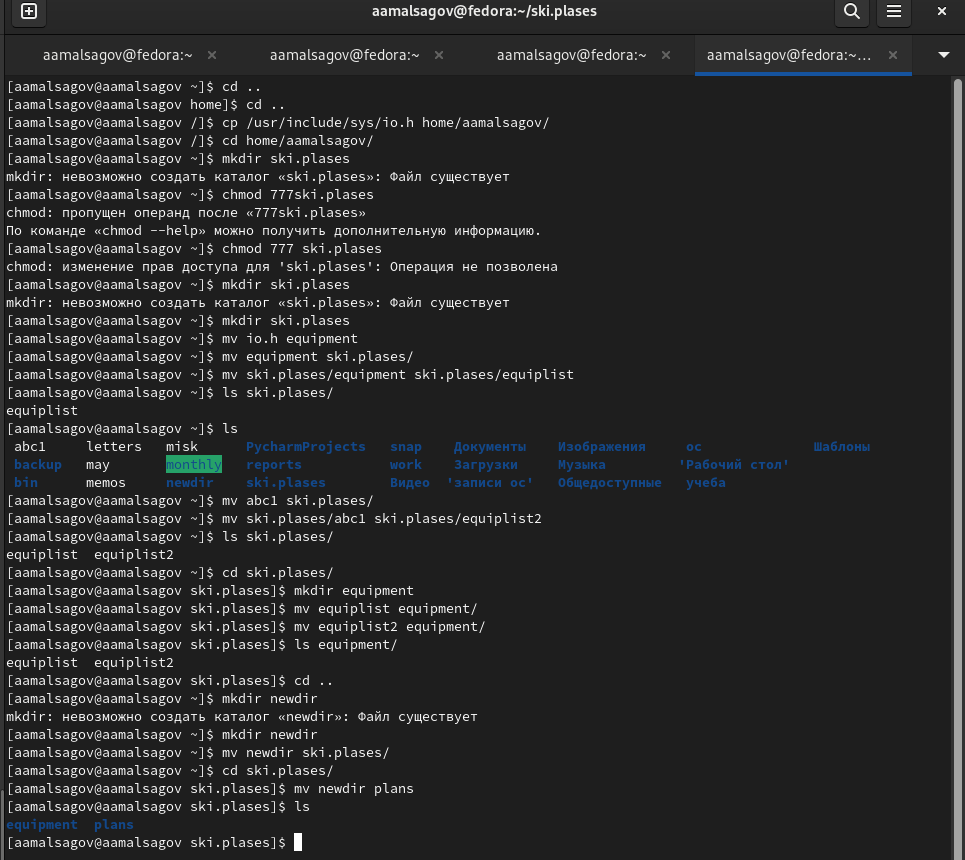 aamalsagov@fedora:~/ski.plases
aamalsagov@fedora:~ × aamalsagov@fedora:~ × aamalsagov@fedora:~ × aamalsagov@fedora:~... ×
[aamalsagov@aamalsagov ~]$ cd ..
[aamalsagov@aamalsagov home]$ cd ..
[aamalsagov@aamalsagov /]$ cp /usr/include/sys/io.h home/aamalsagov/
[aamalsagov@aamalsagov /]$ cd home/aamalsagov/
[aamalsagov@aamalsagov ~]$ mkdir ski.plases
mkdir: невозможно создать каталог «ski.plases»: Файл существует
[aamalsagov@aamalsagov ~]$ chmod 777ski.plases
chmod: пропущен операнд после «777ski.plases»
По команде «chmod --help» можно получить дополнительную информацию.
[aamalsagov@aamalsagov ~]$ chmod 777 ski.plases
chmod: изменение прав доступа для 'ski.plases': Операция не позволена
[aamalsagov@aamalsagov ~]$ mkdir ski.plases
mkdir: невозможно создать каталог «ski.plases»: Файл существует
[aamalsagov@aamalsagov ~]$ mkdir ski.plases
[aamalsagov@aamalsagov ~]$ mv io.h equipment
[aamalsagov@aamalsagov ~]$ mv equipment ski.plases/
[aamalsagov@aamalsagov ~]$ mv ski.plases/equipment ski.plases/equiplist
[aamalsagov@aamalsagov ~]$ ls ski.plases/
equiplist
[aamalsagov@aamalsagov ~]$ ls
abc1 letters misk PycharmProjects snap Документы Изображения ос Шаблоны
backup may monthly reports work Загрузки Музыка 'Рабочий стол'
bin memos newdir ski.plases Видео 'записи ос' Общедоступные учеба
[aamalsagov@aamalsagov ~]$ mv abc1 ski.plases/
[aamalsagov@aamalsagov ~]$ mv ski.plases/abc1 ski.plases/equiplist2
[aamalsagov@aamalsagov ~]$ ls ski.plases/
equiplist equiplist2
[aamalsagov@aamalsagov ~]$ cd ski.plases/
[aamalsagov@aamalsagov ski.plases]$ mkdir equipment
[aamalsagov@aamalsagov ski.plases]$ mv equiplist equipment/
[aamalsagov@aamalsagov ski.plases]$ mv equiplist2 equipment/
[aamalsagov@aamalsagov ski.plases]$ ls equipment/
equiplist equiplist2
[aamalsagov@aamalsagov ski.plases]$ cd ..
[aamalsagov@aamalsagov ~]$ mkdir newdir
mkdir: невозможно создать каталог «newdir»: Файл существует
[aamalsagov@aamalsagov ~]$ mkdir newdir
[aamalsagov@aamalsagov ~]$ mv newdir ski.plases/
[aamalsagov@aamalsagov ~]$ cd ski.plases/
[aamalsagov@aamalsagov ski.plases]$ mv newdir plans
[aamalsagov@aamalsagov ski.plases]$ ls
equipment plans
[aamalsagov@aamalsagov ski.plases]$